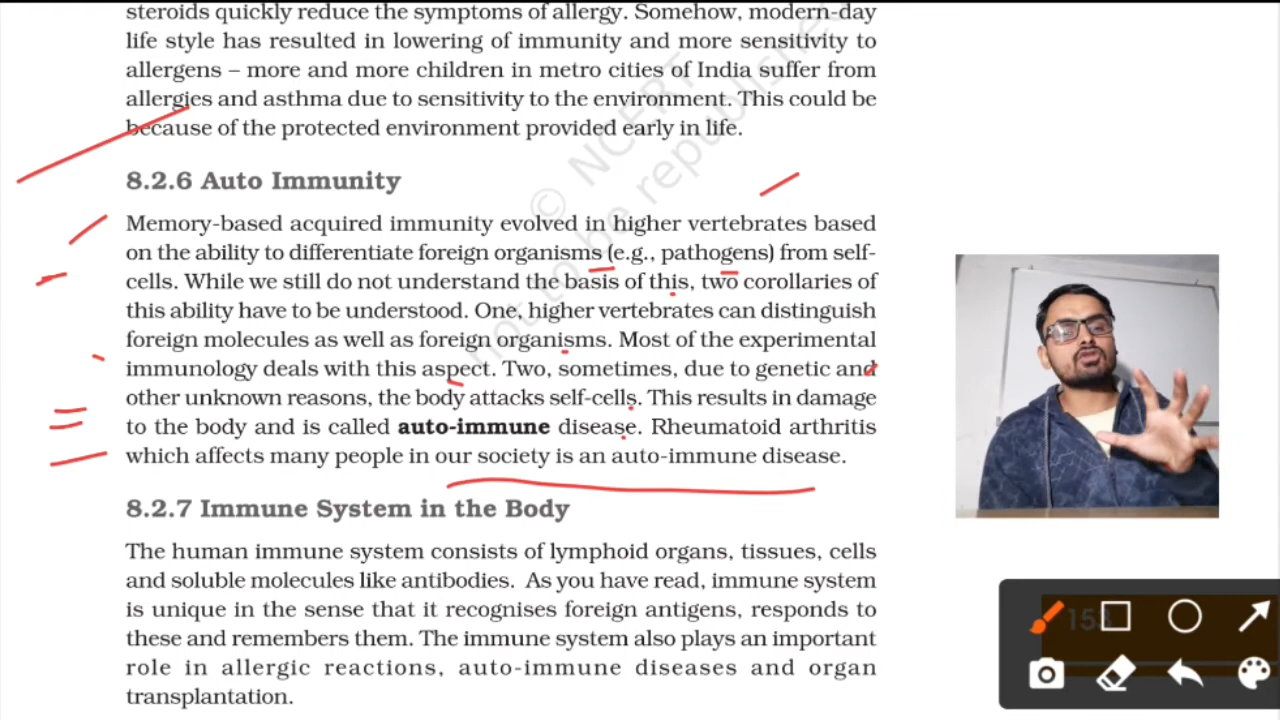 steroids quickly reduce the symptoms of allergy. Somehow, modern-day
life style has resulted in lowering of immunity and more sensitivity to
allergens – more and more children in metro cities of India suffer from
allergies and asthma due to sensitivity to the environment. This could be
because of the protected environment provided early in life.
8.2.6 Auto Immunity
Memory-based acquired immunity evolved in higher vertebrates based
on the ability to differentiate foreign organisms (e.g., pathogens) from self-
cells. While we still do not understand the basis of this, two corollaries of
this ability have to be understood. One, higher vertebrates can distinguish
foreign molecules as well as foreign organisms. Most of the experimental
immunology deals with this aspect. Two, sometimes, due to genetic and
other unknown reasons, the body attacks self-cells. This results in damage
to the body and is called auto-immune disease. Rheumatoid arthritis
which affects many people in our society is an auto-immune disease.
8.2.7 Immune System in the Body
The human immune system consists of lymphoid organs, tissues, cells
and soluble molecules like antibodies. As you have read, immune system
is unique in the sense that it recognises foreign antigens, responds to
these and remembers them. The immune system also plays an important
role in allergic reactions, auto-immune diseases and organ
transplantation.
© NCERT
not to be republishe
153